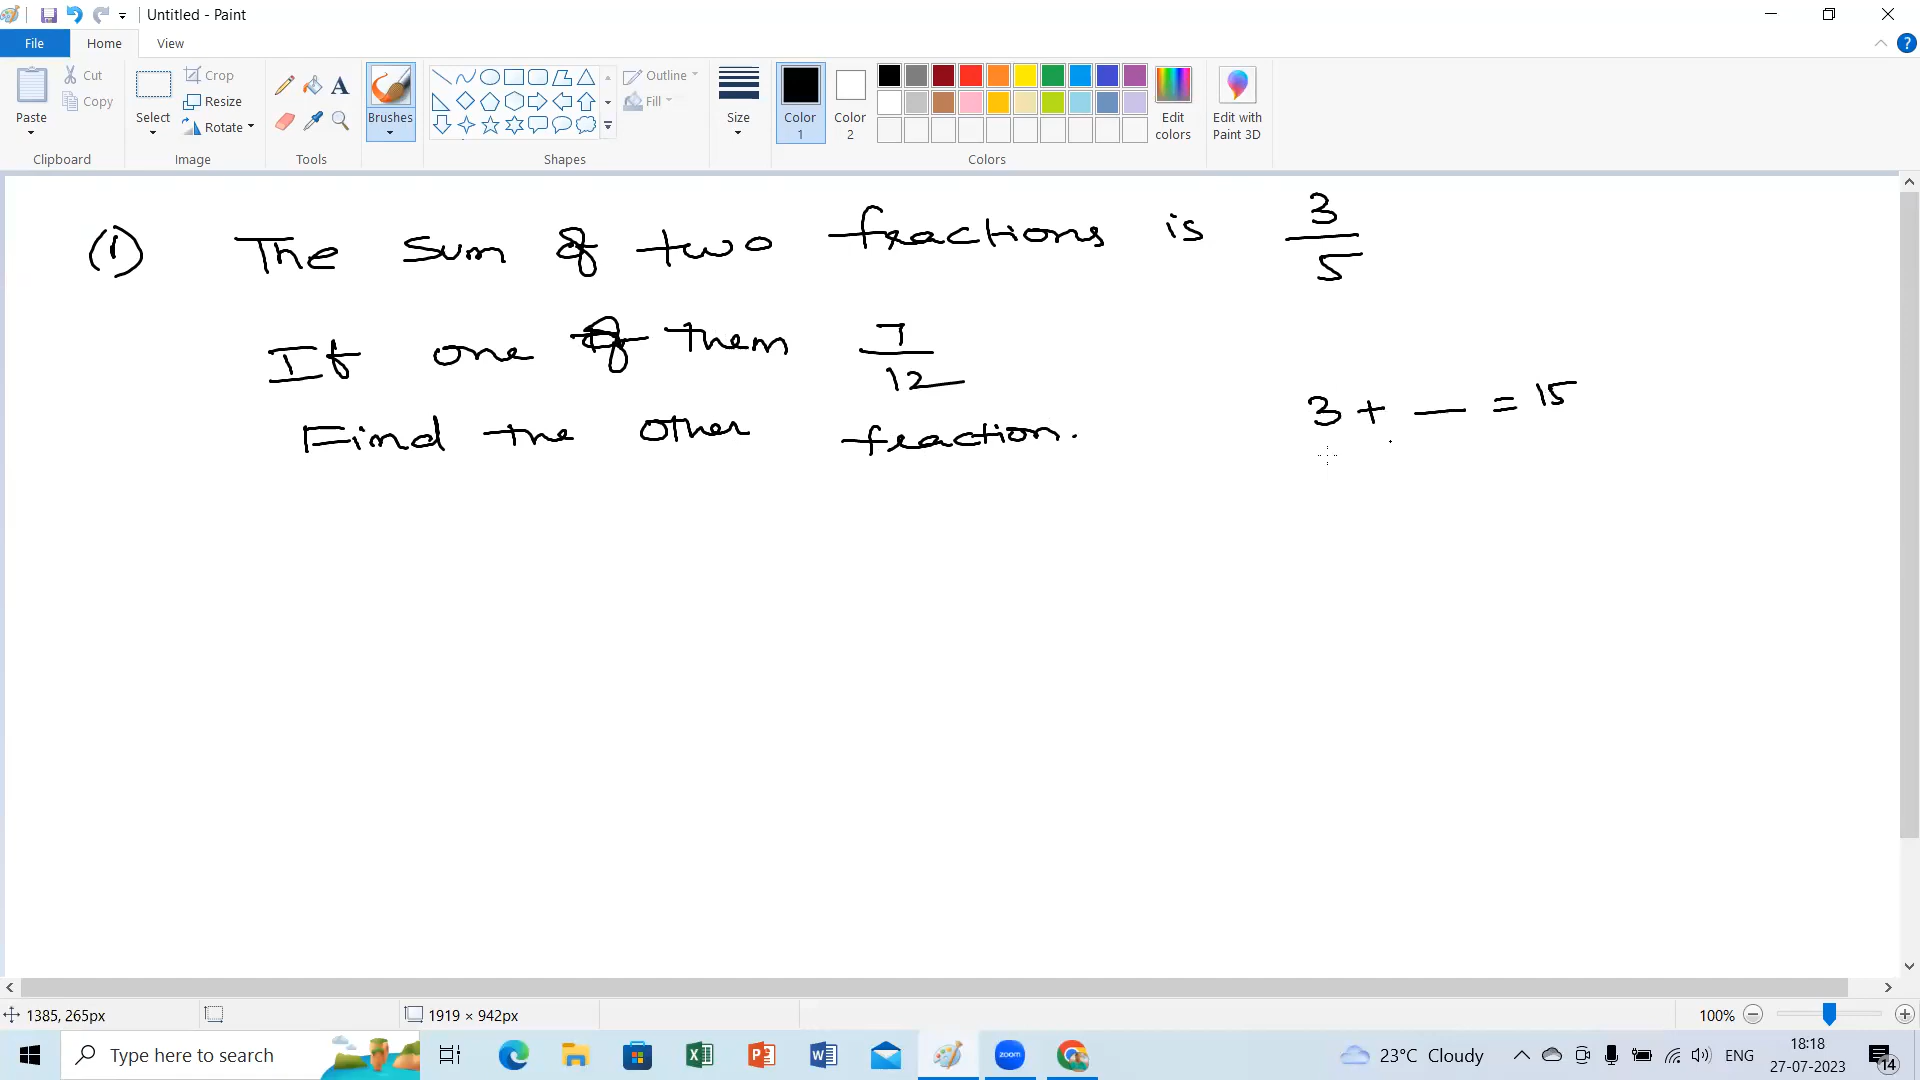 Untitled - Paint
File Home View
Paste Cut Copy Select Crop Resize Rotate Brushes Outline Fill Size Color 1 Color 2 Edit colors Edit with Paint 3D
Clipboard Image Tools Shapes Colors
(1) The sum of two fractions is 3/5
If one of them 7/12
3 + — = 15
Find the other fraction.
1385, 265px 1919 × 942px 100%
Type here to search zoom 23°C Cloudy ENG 18:18 27-07-2023 14